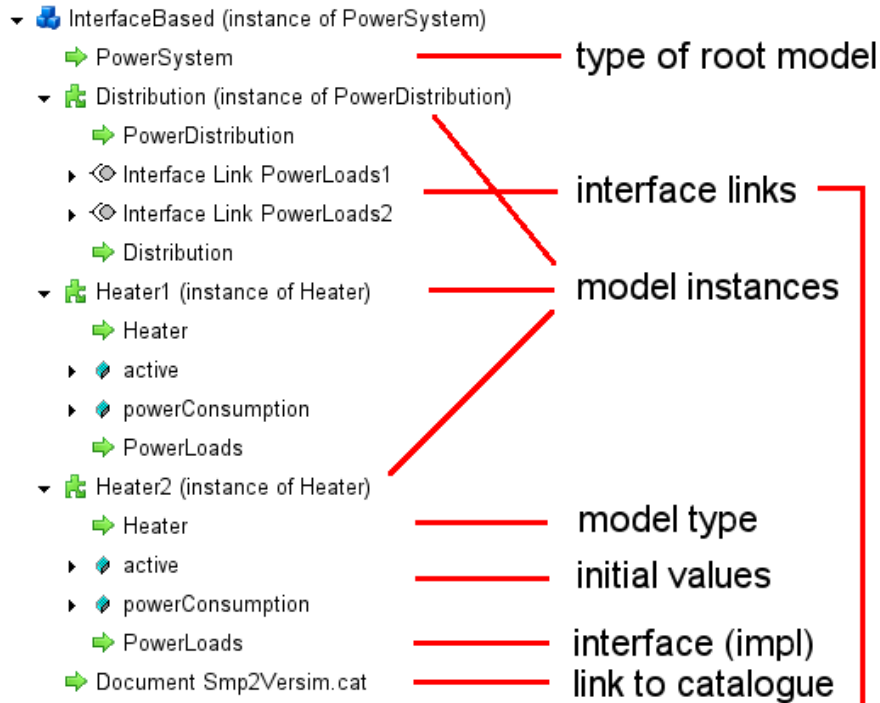 InterfaceBased (instance of PowerSystem)
PowerSystem
type of root model
Distribution (instance of PowerDistribution)
PowerDistribution
Interface Link PowerLoads1
interface links
Interface Link PowerLoads2
Distribution
Heater1 (instance of Heater)
model instances
Heater
active
powerConsumption
PowerLoads
Heater2 (instance of Heater)
Heater
model type
active
initial values
powerConsumption
PowerLoads
interface (impl)
Document Smp2Versim.cat
link to catalogue